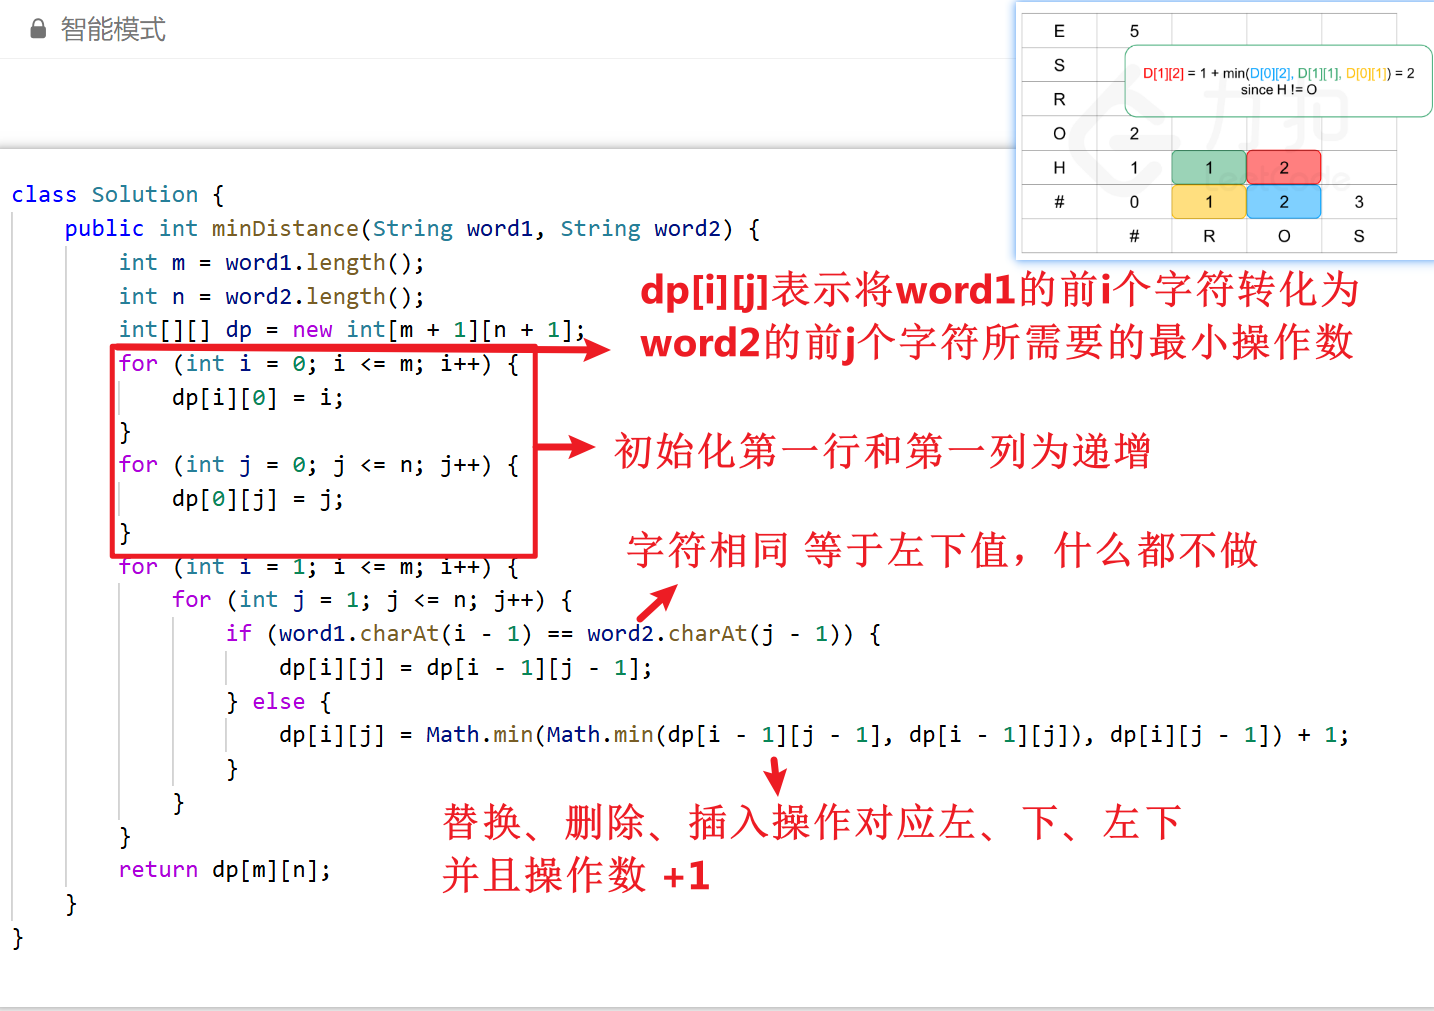 智能模式
E 5
S
R
O 2
H 1 1 2
# 0 1 2 3
# R O S
D[1][2] = 1 + min(D[0][2], D[1][1], D[0][1]) = 2
since H != O
力扣
LeetCode
class Solution {
public int minDistance(String word1, String word2) {
int m = word1.length();
int n = word2.length();
int[][] dp = new int[m + 1][n + 1];
dp[i][j]表示将word1的前i个字符转化为
word2的前j个字符所需要的最小操作数
for (int i = 0; i <= m; i++) {
dp[i][0] = i;
}
for (int j = 0; j <= n; j++) {
dp[0][j] = j;
}
初始化第一行和第一列为递增
for (int i = 1; i <= m; i++) {
for (int j = 1; j <= n; j++) {
字符相同 等于左下值，什么都不做
if (word1.charAt(i - 1) == word2.charAt(j - 1)) {
dp[i][j] = dp[i - 1][j - 1];
} else {
dp[i][j] = Math.min(Math.min(dp[i - 1][j - 1], dp[i - 1][j]), dp[i][j - 1]) + 1;
}
}
}
替换、删除、插入操作对应左、下、左下
并且操作数 +1
return dp[m][n];
}
}